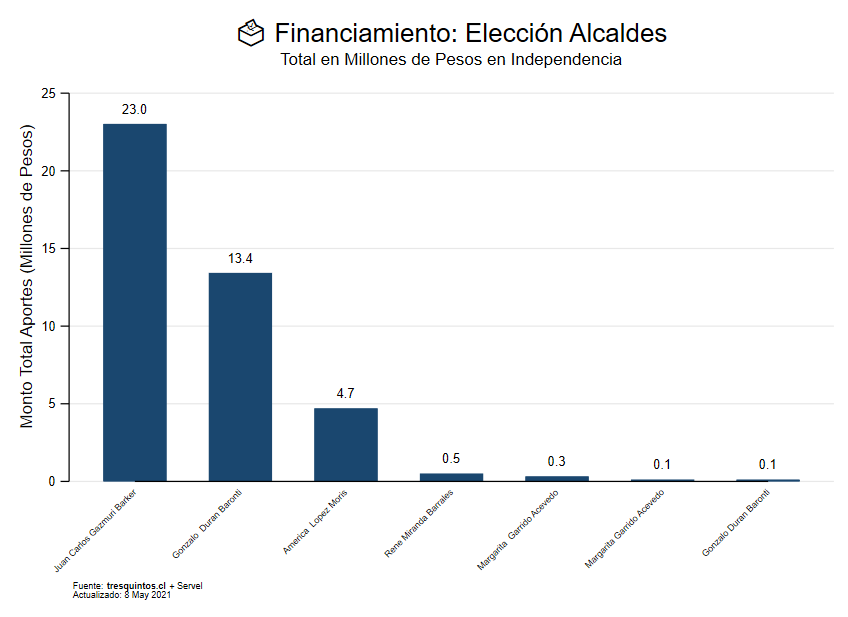 Financiamiento: Elección Alcaldes
Total en Millones de Pesos en Independencia
Monto Total Aportes (Millones de Pesos)
25
20
15
10
5
0
23.0
13.4
4.7
0.5
0.3
0.1
0.1
Juan Carlos Gazmuri Barker
Gonzalo  Duran Baronti
America  Lopez Moris
Rene Miranda Barrales
Margarita  Garrido Acevedo
Margarita Garrido Acevedo
Gonzalo Duran Baronti
Fuente: tresquintos.cl + Servel
Actualizado: 8 May 2021